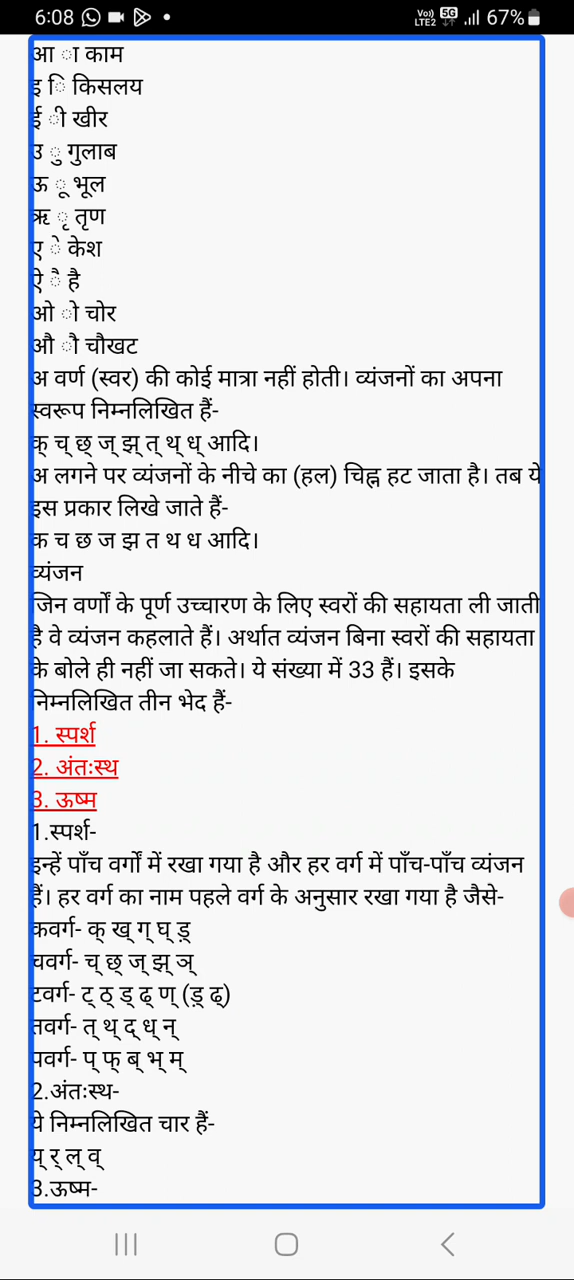 6:08
Vo)) LTE2 5G 67%
आ ा काम
इ ि किसलय
ई ी खीर
उ ु गुलाब
ऊ ू भूल
ऋ ृ तृण
ए े केश
ऐ ै है
ओ ो चोर
औ ौ चौखट
अ वर्ण (स्वर) की कोई मात्रा नहीं होती। व्यंजनों का अपना
स्वरूप निम्नलिखित हैं-
क् च् छ् ज् झ् त् थ् ध् आदि।
अ लगने पर व्यंजनों के नीचे का (हल) चिह्न हट जाता है। तब ये
इस प्रकार लिखे जाते हैं-
क च छ ज झ त थ ध आदि।
व्यंजन
जिन वर्णों के पूर्ण उच्चारण के लिए स्वरों की सहायता ली जाती
है वे व्यंजन कहलाते हैं। अर्थात व्यंजन बिना स्वरों की सहायता
के बोले ही नहीं जा सकते। ये संख्या में 33 हैं। इसके
निम्नलिखित तीन भेद हैं-
1. स्पर्श
2. अंतःस्थ
3. ऊष्म
1.स्पर्श-
इन्हें पाँच वर्गों में रखा गया है और हर वर्ग में पाँच-पाँच व्यंजन
हैं। हर वर्ग का नाम पहले वर्ग के अनुसार रखा गया है जैसे-
कवर्ग- क् ख् ग् घ् ड़्
चवर्ग- च् छ् ज् झ् ञ्
टवर्ग- ट् ठ् ड् ढ् ण् (ड़् ढ़्)
तवर्ग- त् थ् द् ध् न्
पवर्ग- प् फ् ब् भ् म्
2.अंतःस्थ-
ये निम्नलिखित चार हैं-
य् र् ल् व्
3.ऊष्म-